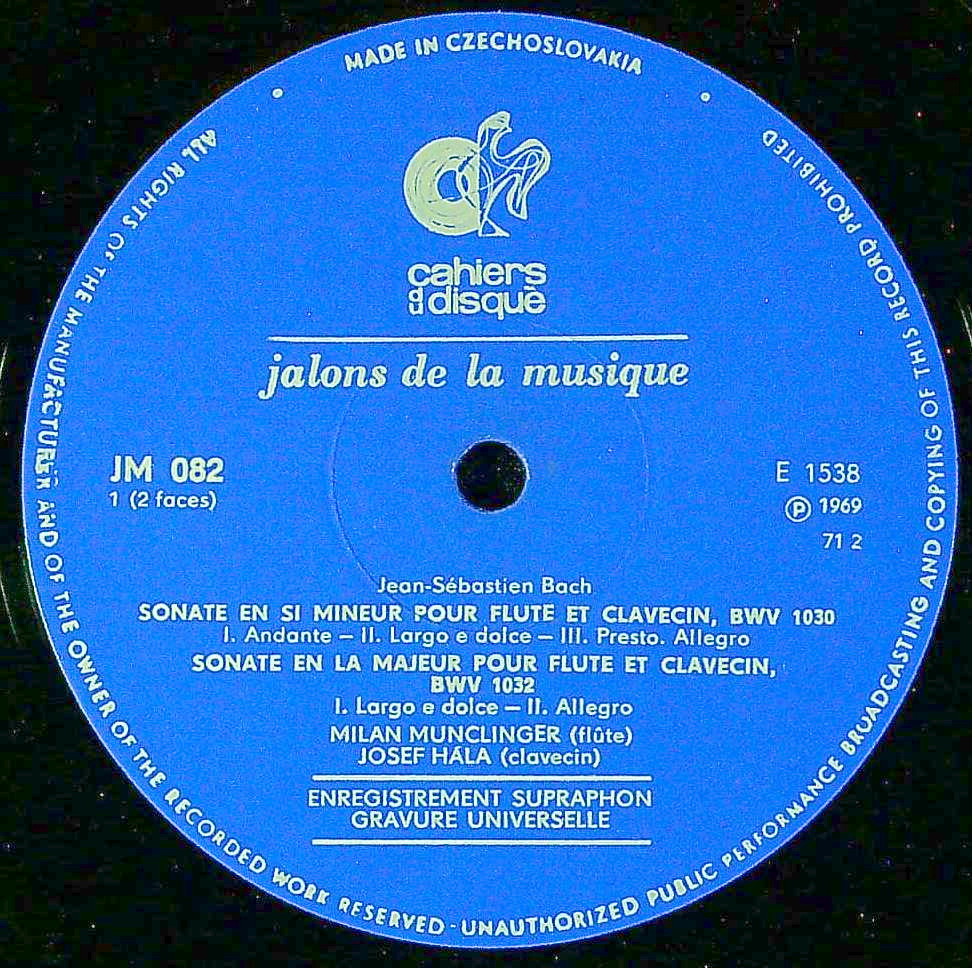 MADE IN CZECHOSLOVAKIA
ALL RIGHTS OF THE MANUFACTURER AND OF THE OWNER OF THE RECORDED WORK RESERVED - UNAUTHORIZED PUBLIC PERFORMANCE BROADCASTING AND COPYING OF THIS RECORD PROHIBITED
cahiers
du disquè
jalons de la musique
JM 082
1 (2 faces)
E 1538
Ⓟ 1969
71 2
Jean-Sébastien Bach
SONATE EN SI MINEUR POUR FLUTE ET CLAVECIN, BWV 1030
I. Andante – II. Largo e dolce – III. Presto. Allegro
SONATE EN LA MAJEUR POUR FLUTE ET CLAVECIN,
BWV 1032
I. Largo e dolce – II. Allegro
MILAN MUNCLINGER (flûte)
JOSEF HÁLA (clavecin)
ENREGISTREMENT SUPRAPHON
GRAVURE UNIVERSELLE